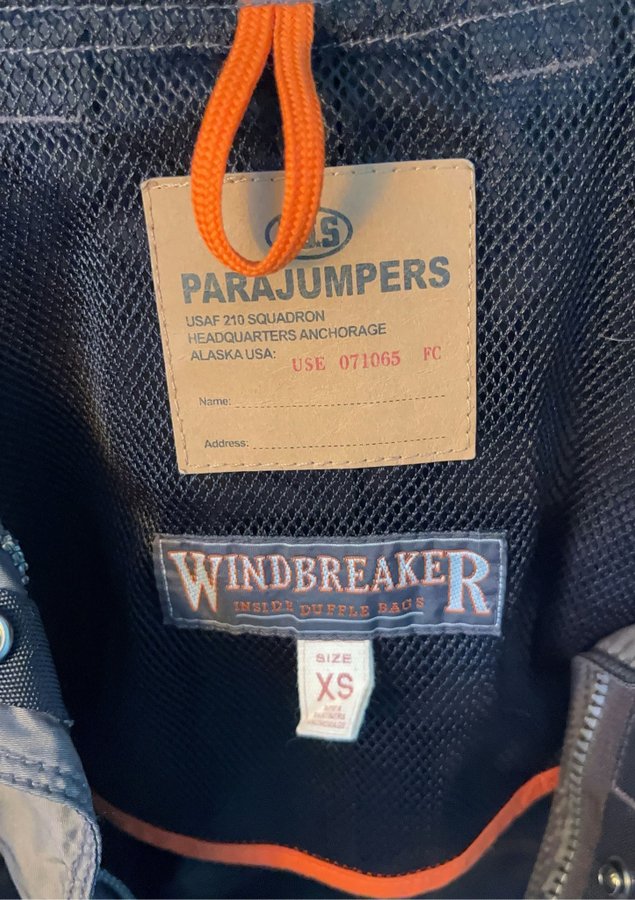 PARAJUMPERS
USAF 210 SQUADRON
HEADQUARTERS ANCHORAGE
ALASKA USA: USE 071065 FC
Name:
Address:
WINDBREAKER
INSIDE DUFFLE BAGS
SIZE
XS